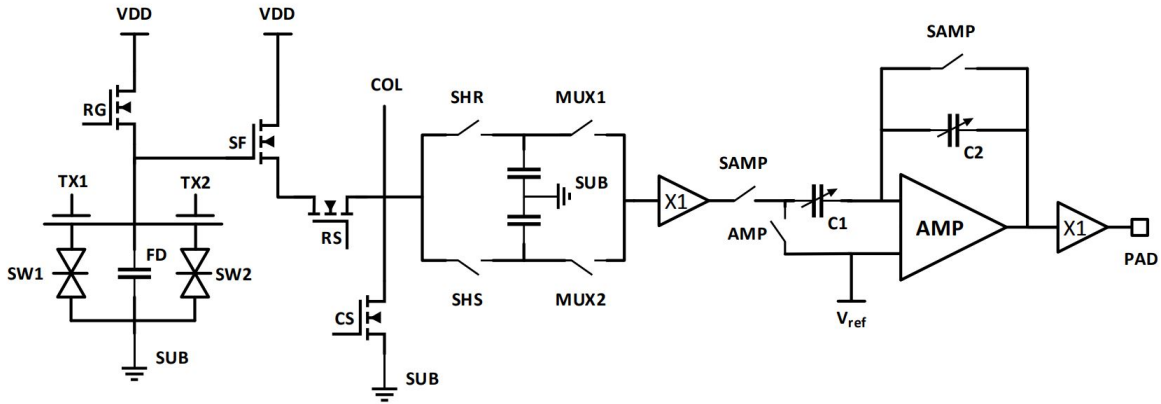 VDD
VDD
RG
SF
COL
SHR
MUX1
SAMP
TX1
TX2
SUB
SAMP
X1
C2
C1
AMP
AMP
X1
RS
FD
SW1
SW2
SHS
MUX2
PAD
CS
Vref
SUB
SUB